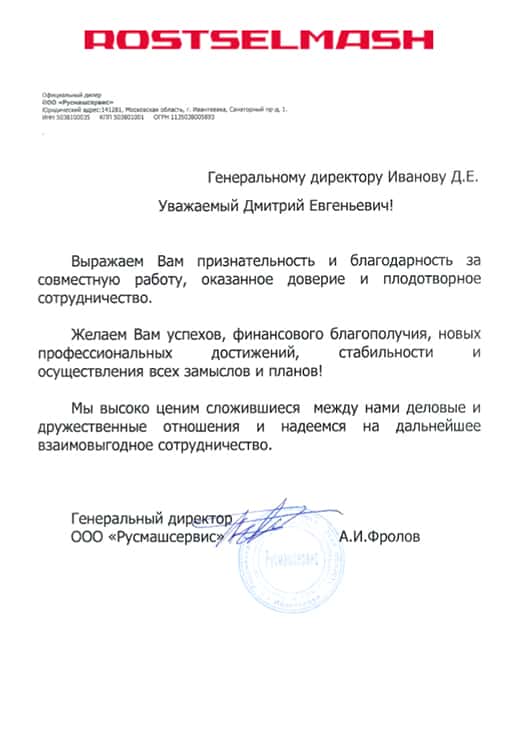 ROSTSELMASH
Официальный дилер
ООО «Русмашсервис»
Юридический адрес:141281, Московская область, г. Ивантеевка, Санаторный пр-д, 1.
ИНН 5038100035 КПП 503801001 ОГРН 1135038005893
Генеральному директору Иванову Д.Е.
Уважаемый Дмитрий Евгеньевич!
Выражаем Вам признательность и благодарность за
совместную работу, оказанное доверие и плодотворное
сотрудничество.
Желаем Вам успехов, финансового благополучия, новых
профессиональных достижений, стабильности и
осуществления всех замыслов и планов!
Мы высоко ценим сложившиеся между нами деловые и
дружественные отношения и надеемся на дальнейшее
взаимовыгодное сотрудничество.
Генеральный директор
ООО «Русмашсервис» А.И.Фролов
Русмашсервис